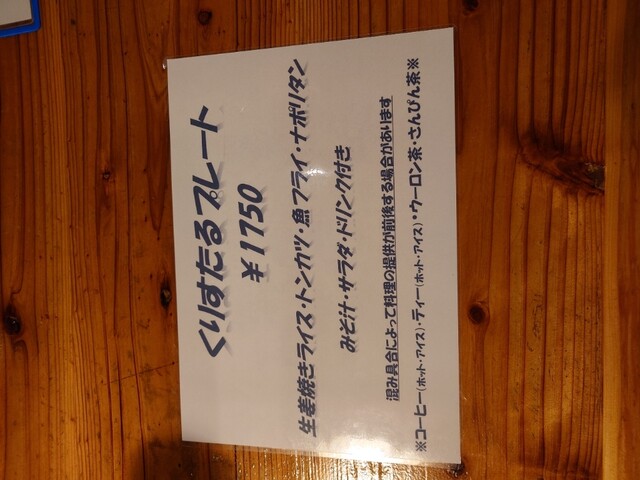 くりすたるプレート
￥1750
生姜焼きライス・トンカツ・魚フライ・ナポリタン
みそ汁・サラダ・ドリンク付き
混み具合によって料理の提供が前後する場合があります
※コーヒー(ホット・アイス)・ティー(ホット・アイス)・ウーロン茶・さんぴん茶※